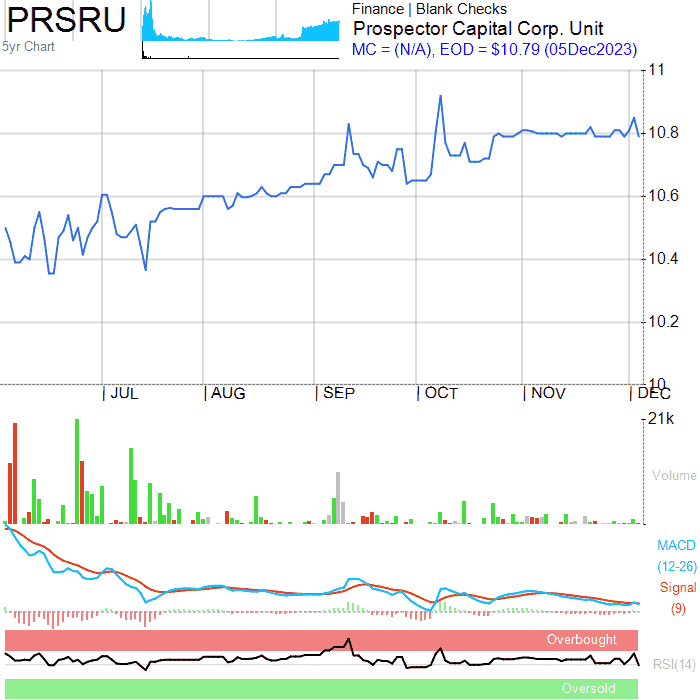 PRSRU
5yr Chart
Finance | Blank Checks
Prospector Capital Corp. Unit
MC = (N/A), EOD = $10.79 (05Dec2023)
11
10.8
10.6
10.4
10.2
10
| JUL | AUG | SEP | OCT | NOV | DEC
21k
Volume
MACD
(12-26)
Signal
(9)
Overbought
RSI(14)
Oversold